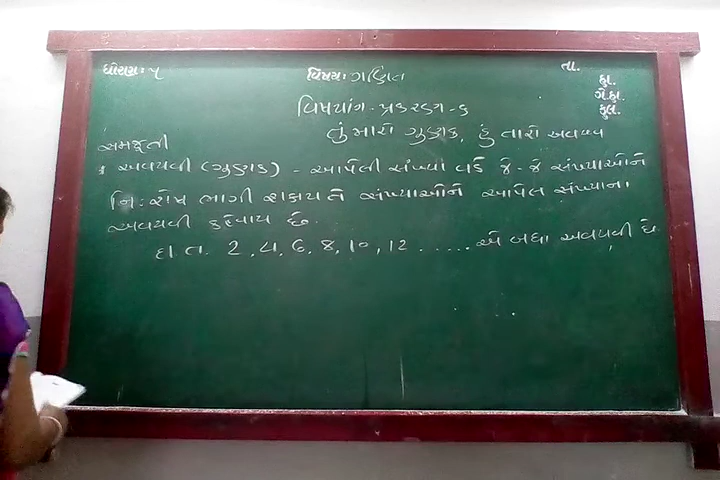 ધોરણ: ૫
વિષય: ગણિત
તા.
હા.
ગે.હા.
કુલ.
વિષયાંગ - પ્રકરણ - ૬
તું મારો ગુણક, હું તારો અવયવ
સમજૂતી
* અવયવી (ગુણક) - આપેલી સંખ્યા વડે જે - જે સંખ્યાઓને
નિ: શેષ ભાગી શકાય તે સંખ્યાઓને આપેલ સંખ્યાના
અવયવી કહેવાય છે.
દા ત. 2, 4, 6, 8, 10, 12 ..... એ બધા અવયવી છે